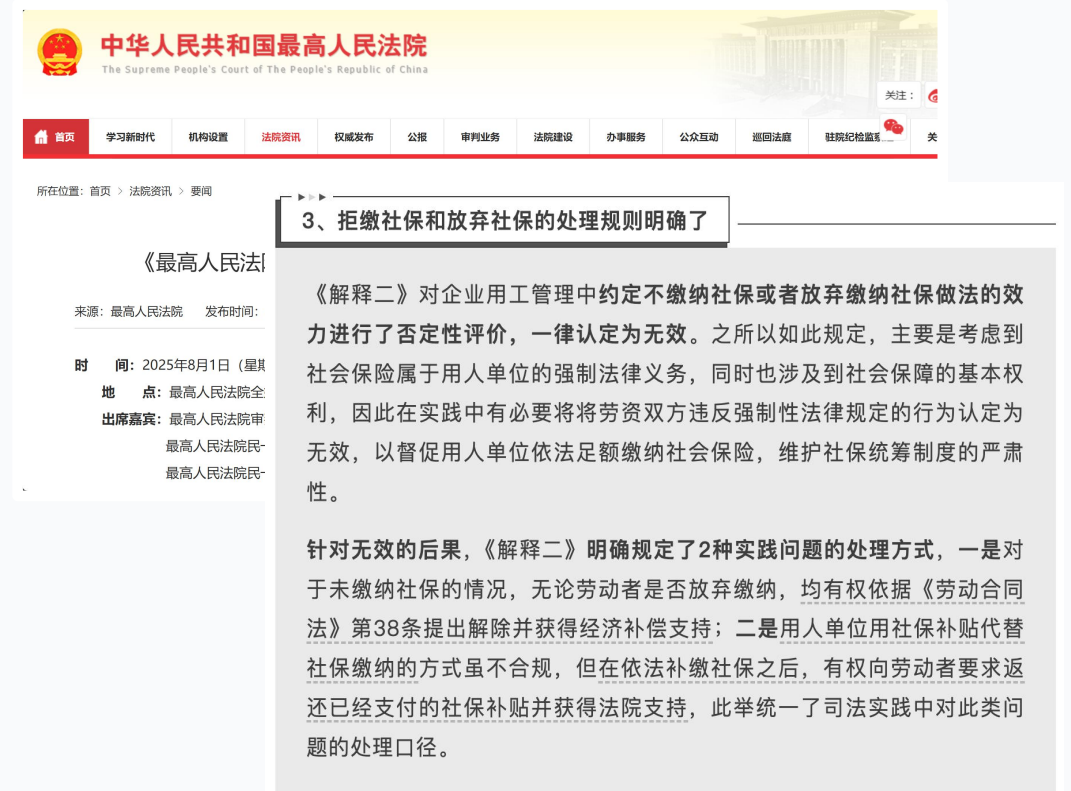 中华人民共和国最高人民法院
The Supreme People's Court of The People's Republic of China
关注：
首页 学习新时代 机构设置 法院资讯 权威发布 公报 审判业务 法院建设 办事服务 公众互动 巡回法庭 驻院纪检监察 关
所在位置：首页 > 法院资讯 > 要闻
《最高人民法
来源：最高人民法院 发布时间：
时 间：2025年8月1日（星期
地 点：最高人民法院全
出席嘉宾：最高人民法院审
最高人民法院民一
最高人民法院民一
3、拒缴社保和放弃社保的处理规则明确了
《解释二》对企业用工管理中约定不缴纳社保或者放弃缴纳社保做法的效
力进行了否定性评价，一律认定为无效。之所以如此规定，主要是考虑到
社会保险属于用人单位的强制法律义务，同时也涉及到社会保障的基本权
利，因此在实践中有必要将将劳资双方违反强制性法律规定的行为认定为
无效，以督促用人单位依法足额缴纳社会保险，维护社保统筹制度的严肃
性。
针对无效的后果，《解释二》明确规定了2种实践问题的处理方式，一是对
于未缴纳社保的情况，无论劳动者是否放弃缴纳，均有权依据《劳动合同
法》第38条提出解除并获得经济补偿支持；二是用人单位用社保补贴代替
社保缴纳的方式虽不合规，但在依法补缴社保之后，有权向劳动者要求返
还已经支付的社保补贴并获得法院支持，此举统一了司法实践中对此类问
题的处理口径。